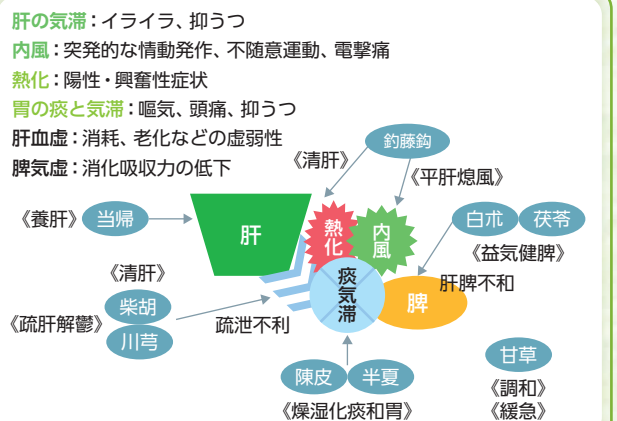 肝の気滞：イライラ、抑うつ
内風：突発的な情動発作、不随意運動、電撃痛
熱化：陽性・興奮性症状
胃の痰と気滞：嘔気、頭痛、抑うつ
肝血虚：消耗、老化などの虚弱性
脾気虚：消化吸収力の低下
釣藤鈎
《清肝》
《平肝熄風》
《養肝》
当帰
肝
熱化
内風
白朮
茯苓
《益気健脾》
《清肝》
柴胡
《疏肝解鬱》
川芎
疏泄不利
痰気滞
脾
肝脾不和
陳皮
半夏
《燥湿化痰和胃》
甘草
《調和》
《緩急》